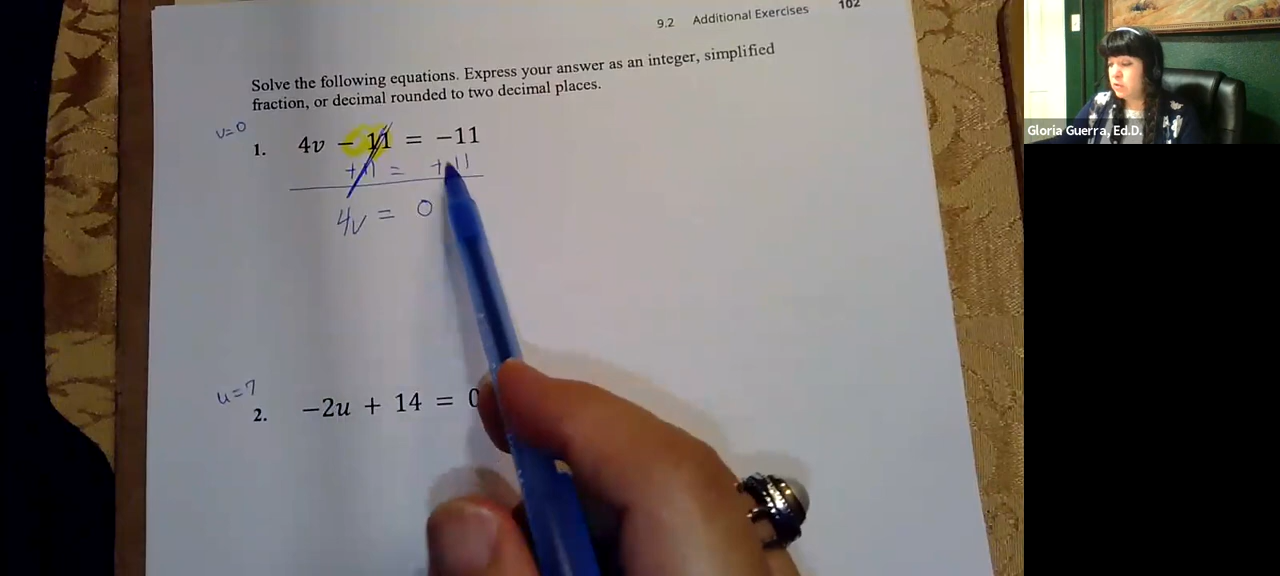 9.2 Additional Exercises 102
Solve the following equations. Express your answer as an integer, simplified
fraction, or decimal rounded to two decimal places.
v=0
1. 4v − 11 = −11
+11 = +11
4v = 0
u=7
2. −2u + 14 = 0
Gloria Guerra, Ed.D.